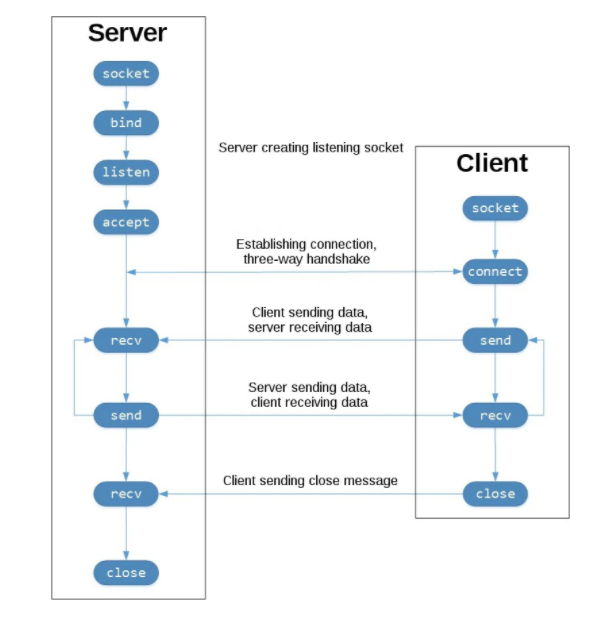 Server
socket
bind
listen
accept
recv
send
recv
close
Server creating listening socket
Establishing connection,
three-way handshake
Client sending data,
server receiving data
Server sending data,
client receiving data
Client sending close message
Client
socket
connect
send
recv
close